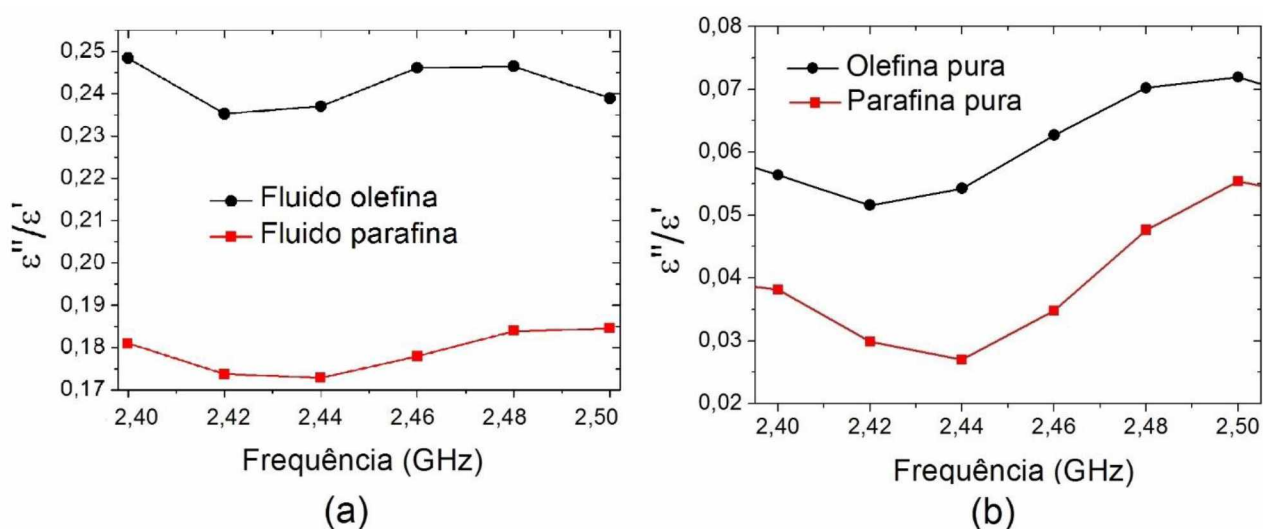 0,25
0,24
0,23
0,22
0,21
0,20
0,19
0,18
0,17
ε''/ε'
Fluido olefina
Fluido parafina
2,40 2,42 2,44 2,46 2,48 2,50
Frequência (GHz)
(a)
0,08
0,07
0,06
0,05
0,04
0,03
0,02
ε''/ε'
Olefina pura
Parafina pura
2,40 2,42 2,44 2,46 2,48 2,50
Frequência (GHz)
(b)